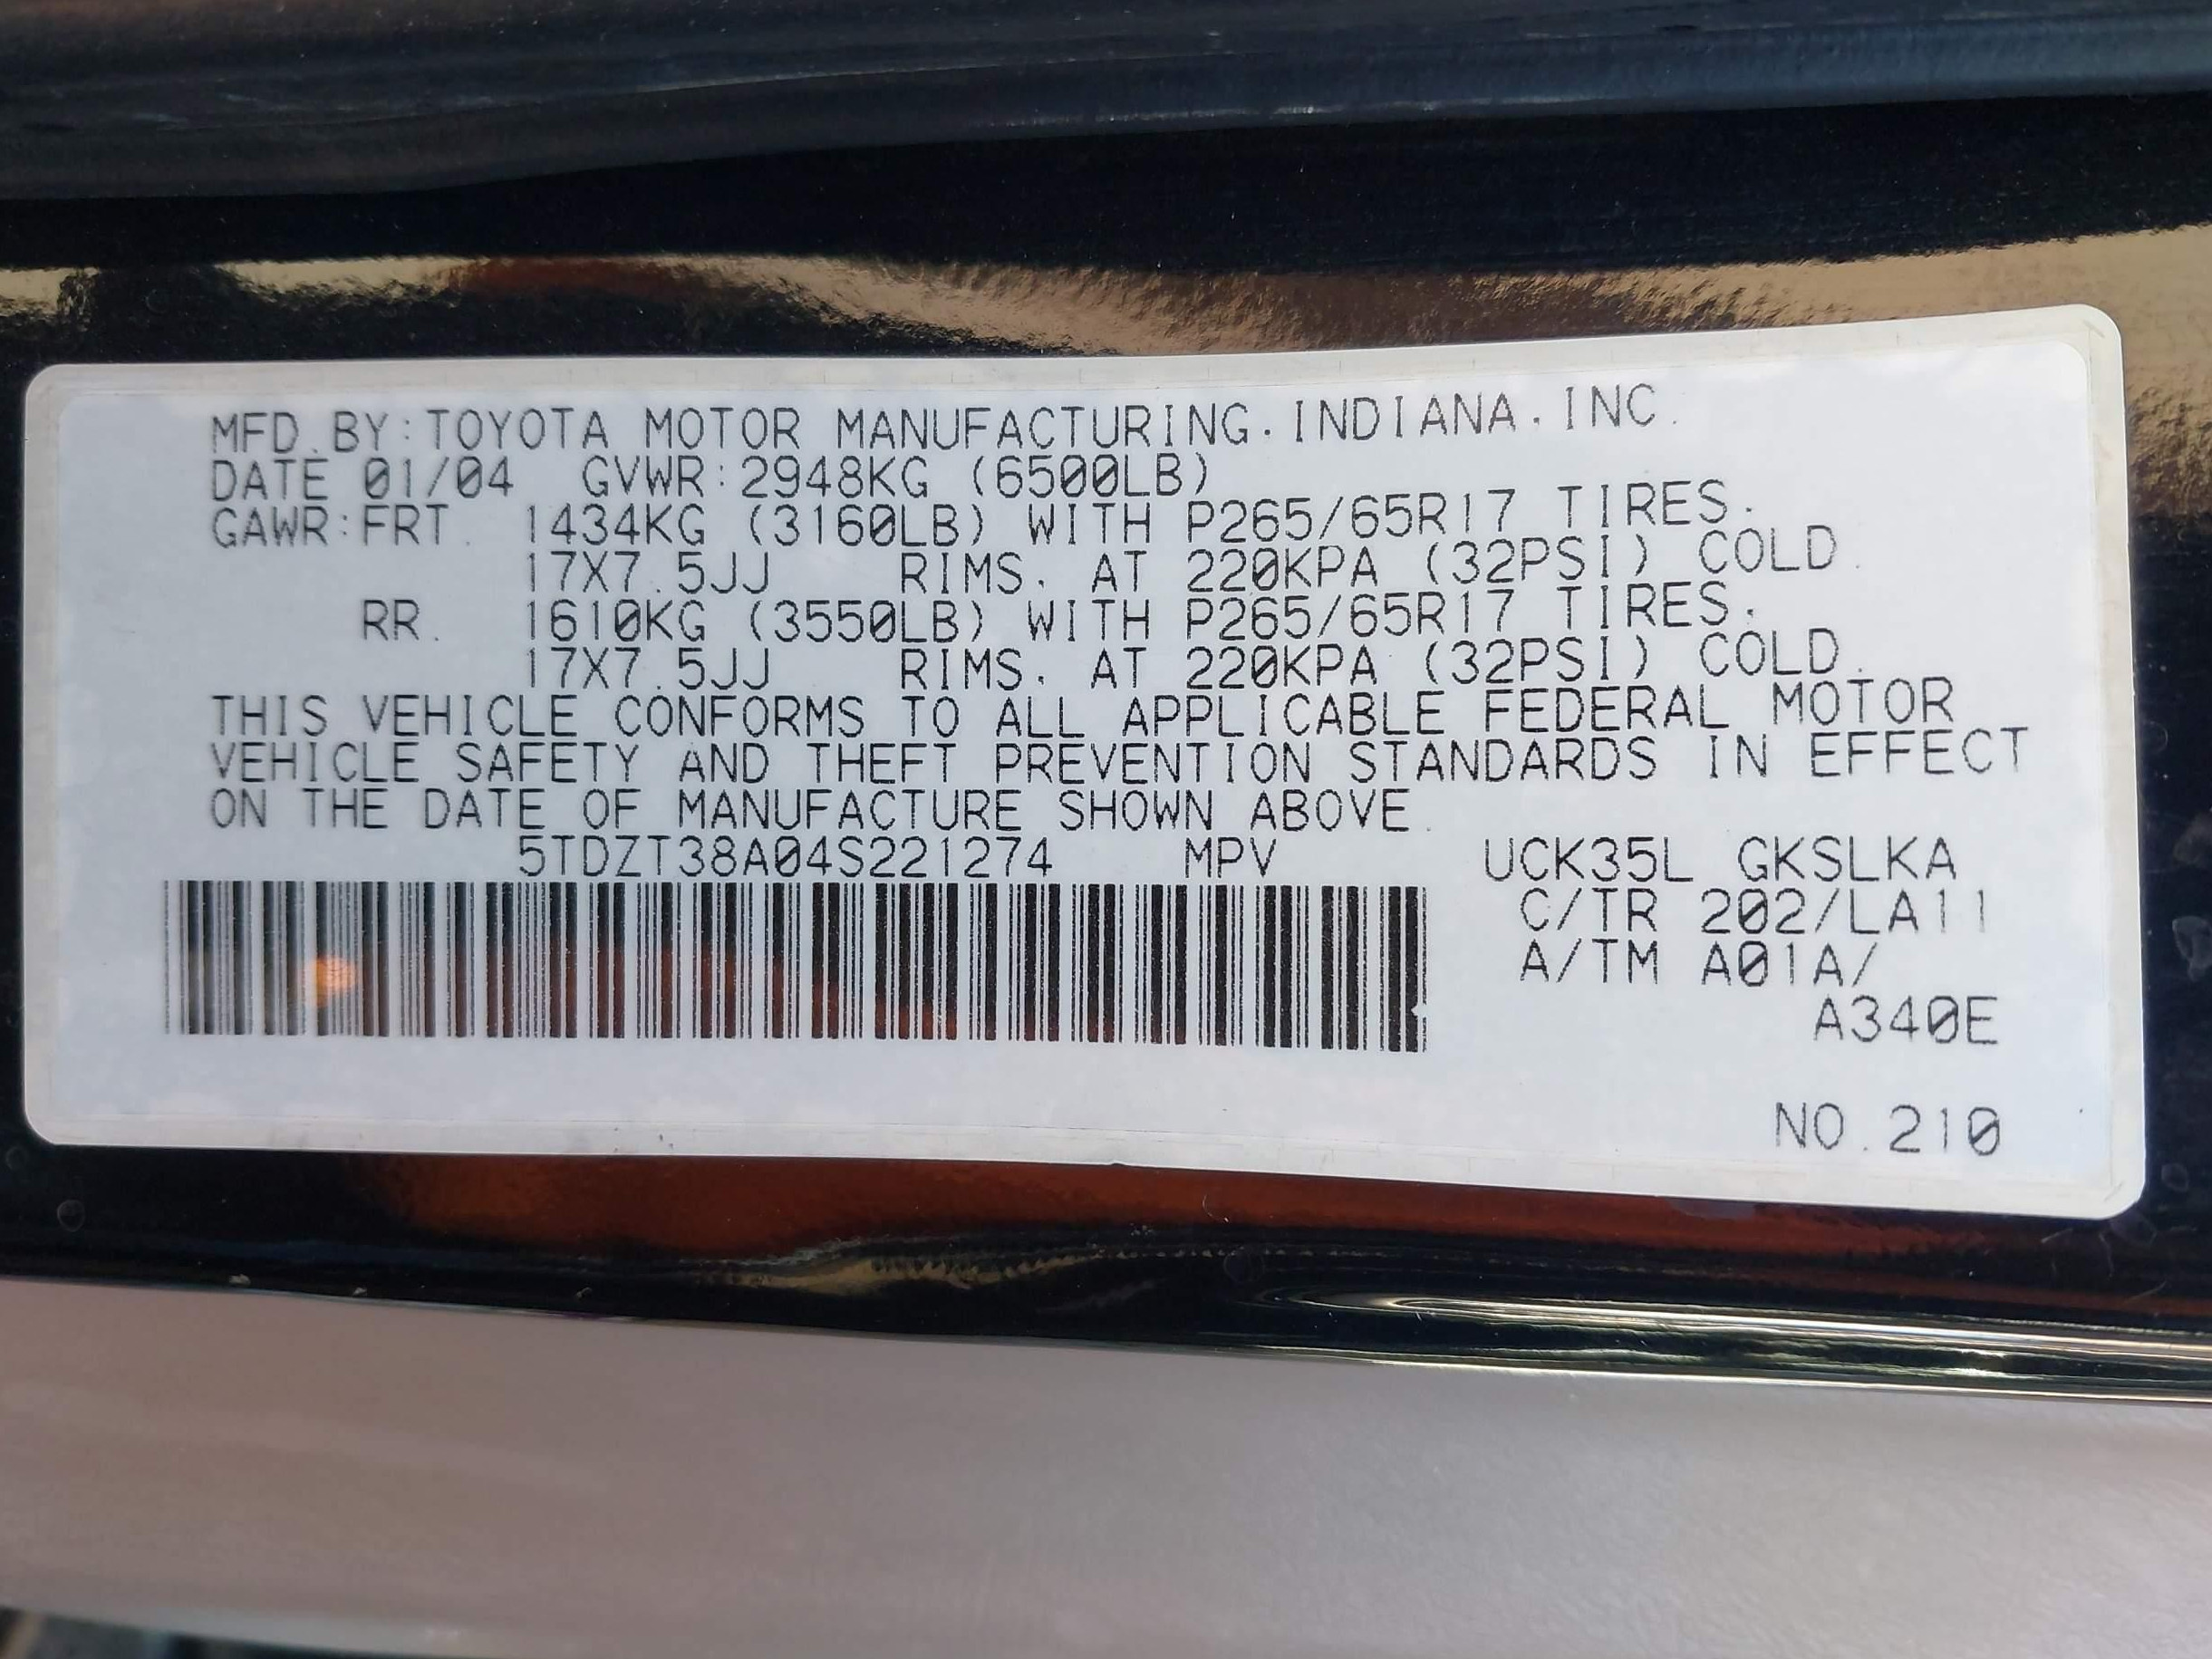 MFD.BY:TOYOTA MOTOR MANUFACTURING.INDIANA.INC.
DATE 01/04 GVWR:2948KG (6500LB)
GAWR:FRT. 1434KG (3160LB) WITH P265/65R17 TIRES.
17X7.5JJ RIMS. AT 220KPA (32PSI) COLD.
RR. 1610KG (3550LB) WITH P265/65R17 TIRES.
17X7.5JJ RIMS. AT 220KPA (32PSI) COLD.
THIS VEHICLE CONFORMS TO ALL APPLICABLE FEDERAL MOTOR
VEHICLE SAFETY AND THEFT PREVENTION STANDARDS IN EFFECT
ON THE DATE OF MANUFACTURE SHOWN ABOVE.
5TDZT38A04S221274 MPV UCK35L GKSLKA
C/TR 202/LA11
A/TM A01A/
A340E
NO.210